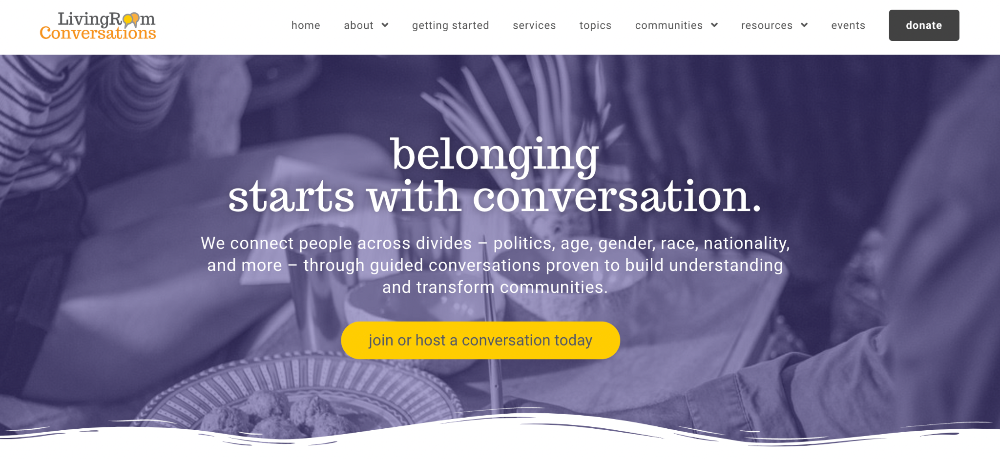 LivingRoom
Conversations
home about getting started services topics communities resources events donate
belonging
starts with conversation.
We connect people across divides – politics, age, gender, race, nationality,
and more – through guided conversations proven to build understanding
and transform communities.
join or host a conversation today